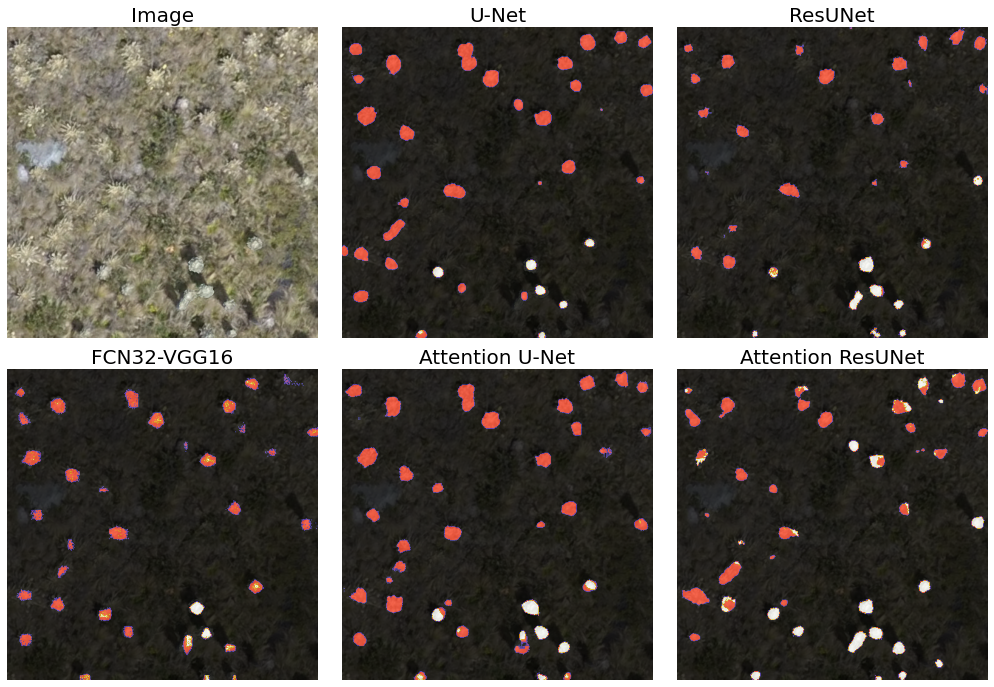 Image
U-Net
ResUNet
FCN32-VGG16
Attention U-Net
Attention ResUNet